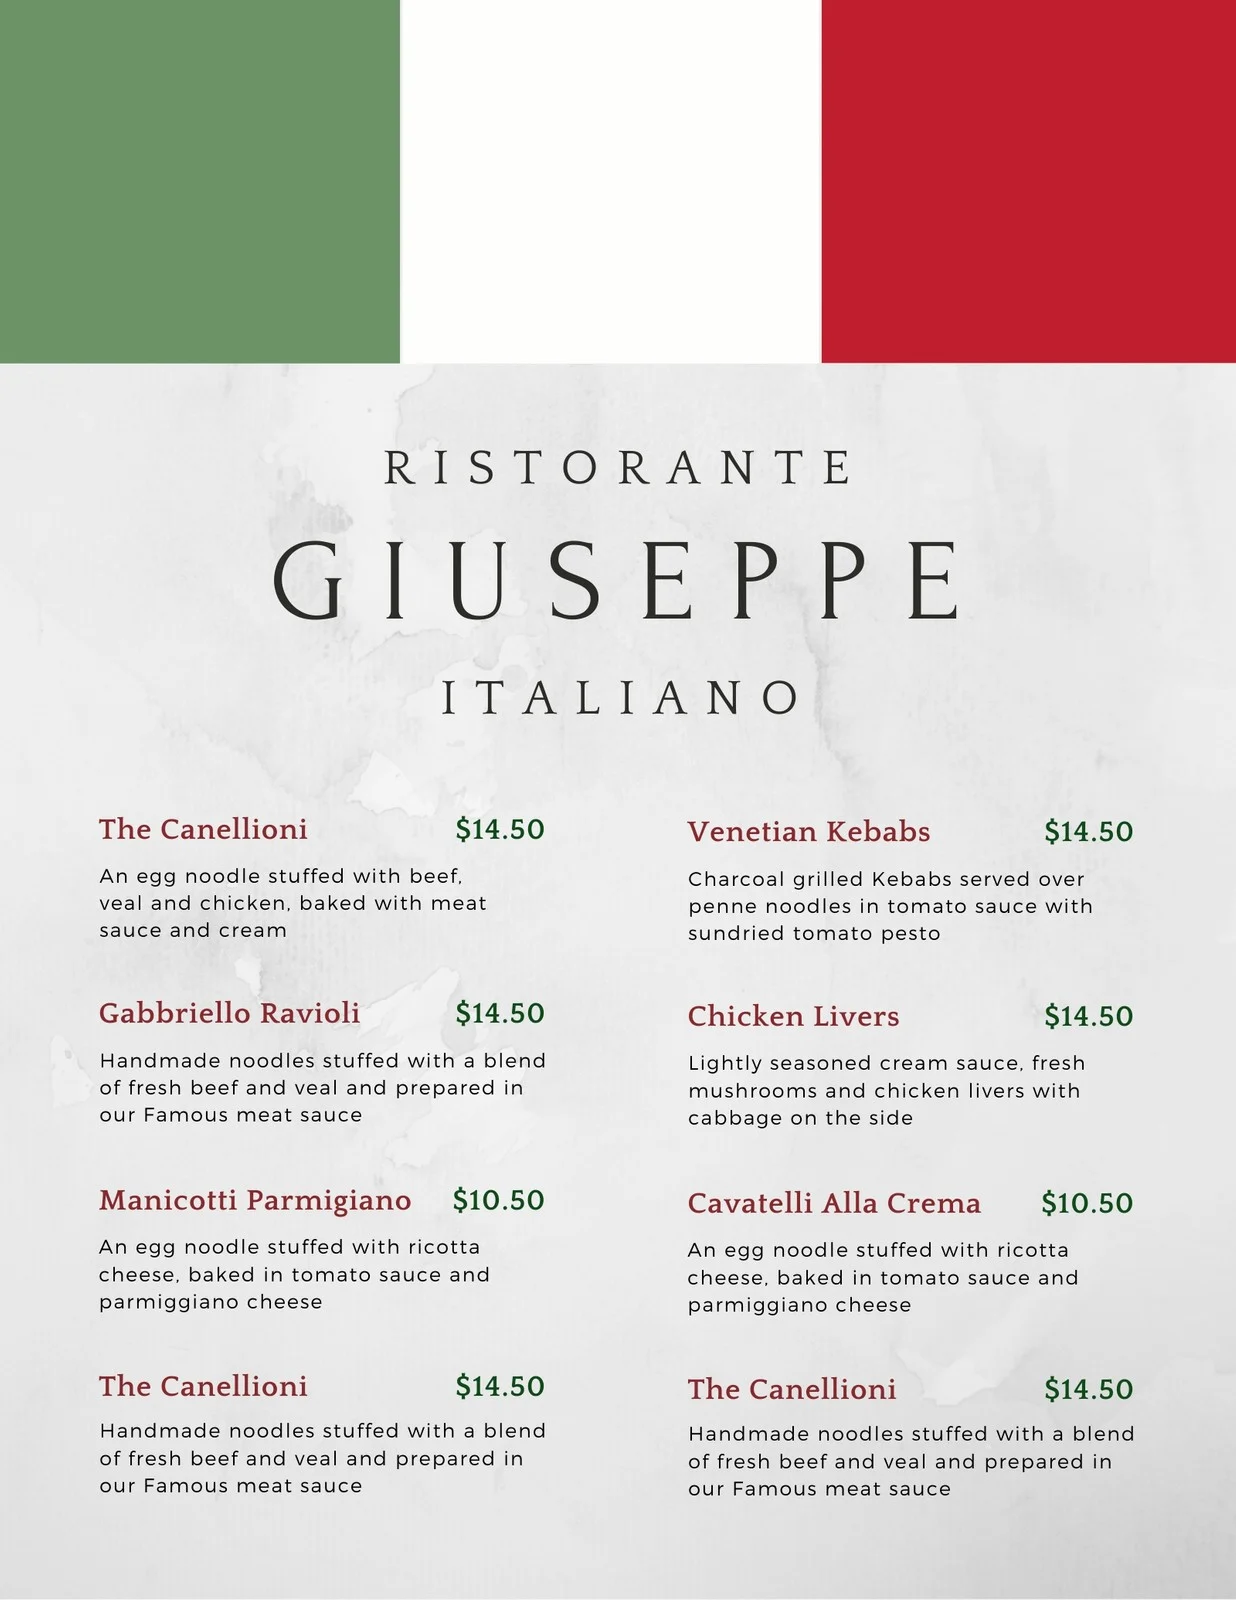 RISTORANTE
GIUSEPPE
ITALIANO
The Canellioni $14.50
An egg noodle stuffed with beef,
veal and chicken, baked with meat
sauce and cream
Gabbriello Ravioli $14.50
Handmade noodles stuffed with a blend
of fresh beef and veal and prepared in
our Famous meat sauce
Manicotti Parmigiano $10.50
An egg noodle stuffed with ricotta
cheese, baked in tomato sauce and
parmiggiano cheese
The Canellioni $14.50
Handmade noodles stuffed with a blend
of fresh beef and veal and prepared in
our Famous meat sauce
Venetian Kebabs $14.50
Charcoal grilled Kebabs served over
penne noodles in tomato sauce with
sundried tomato pesto
Chicken Livers $14.50
Lightly seasoned cream sauce, fresh
mushrooms and chicken livers with
cabbage on the side
Cavatelli Alla Crema $10.50
An egg noodle stuffed with ricotta
cheese, baked in tomato sauce and
parmiggiano cheese
The Canellioni $14.50
Handmade noodles stuffed with a blend
of fresh beef and veal and prepared in
our Famous meat sauce